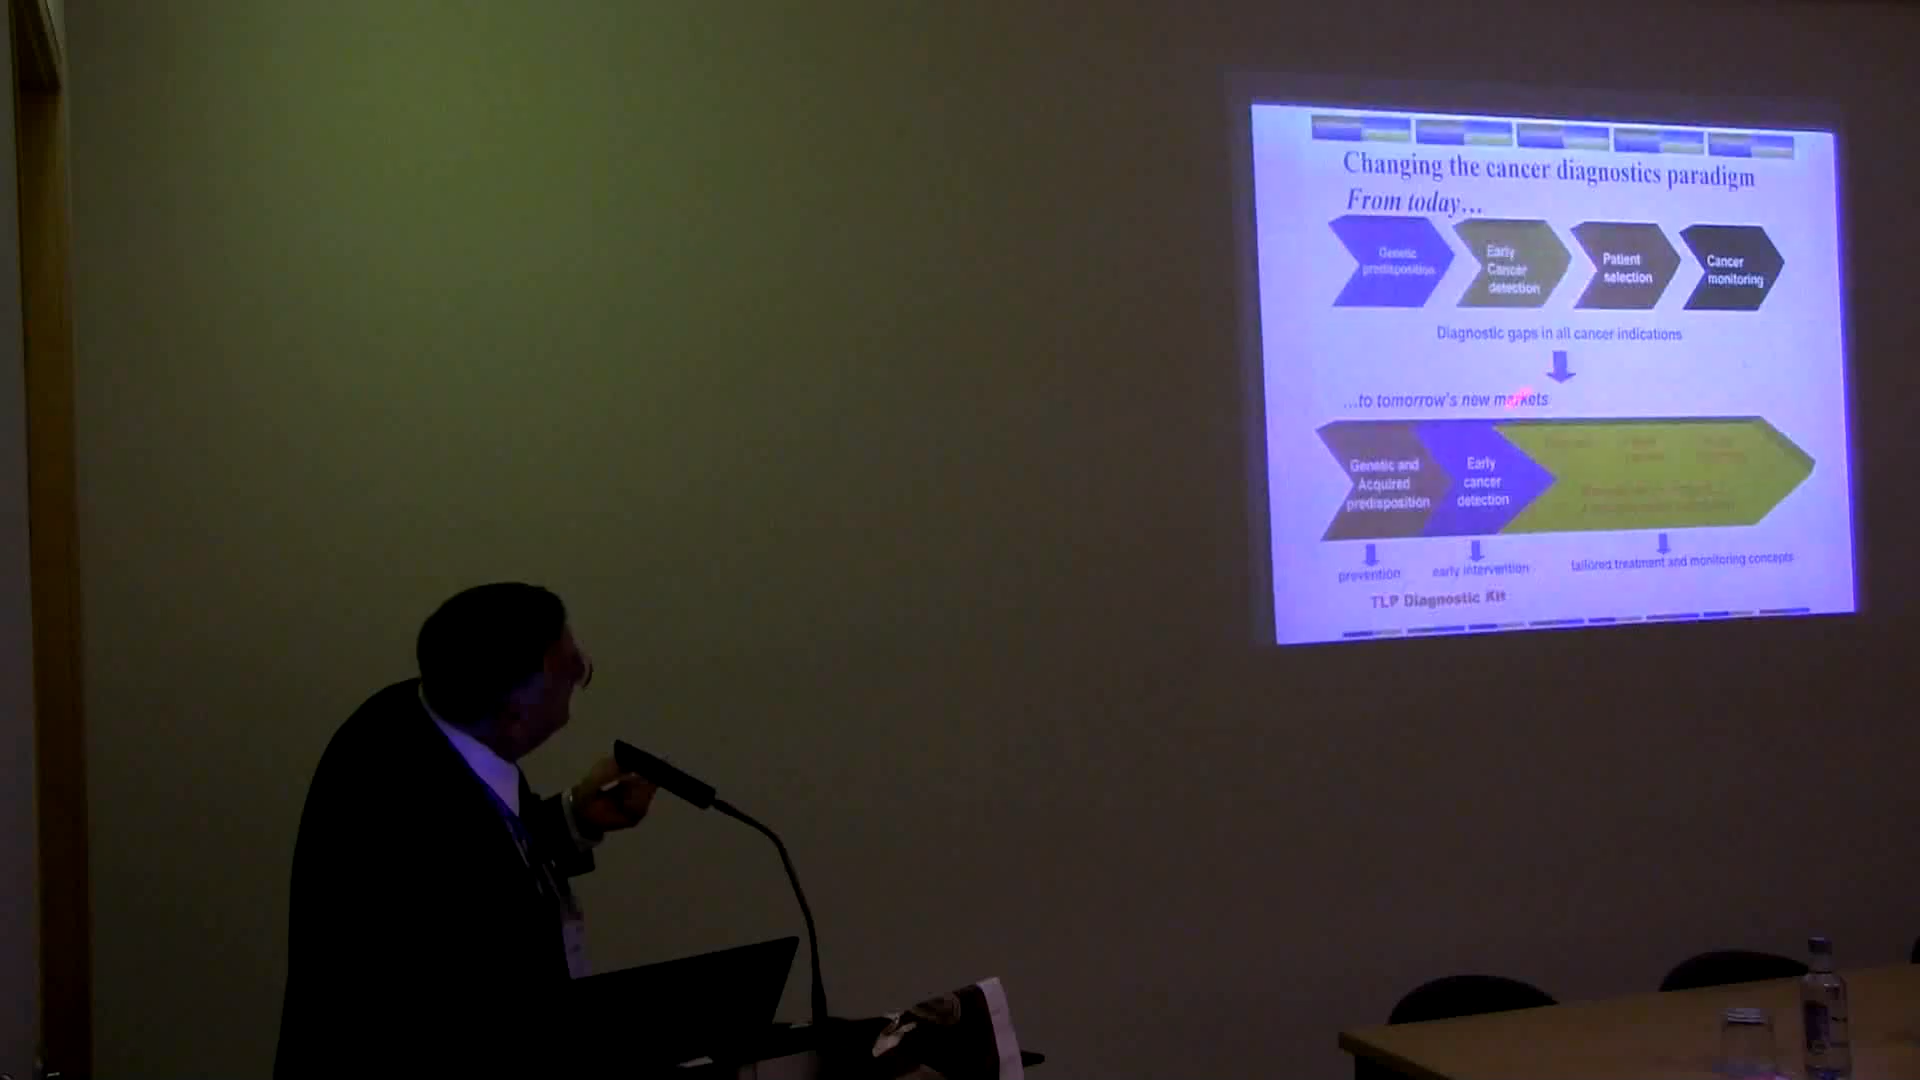 Changing the cancer diagnostics paradigm
From today...
Genetic
predisposition
Early
Cancer
detection
Patient
selection
Cancer
monitoring
Diagnostic gaps in all cancer indications
...to tomorrow's new markets
Genetic and
Acquired
predisposition
Early
cancer
detection
prevention
early intervention
tailored treatment and monitoring concepts
TLP Diagnostic Kit